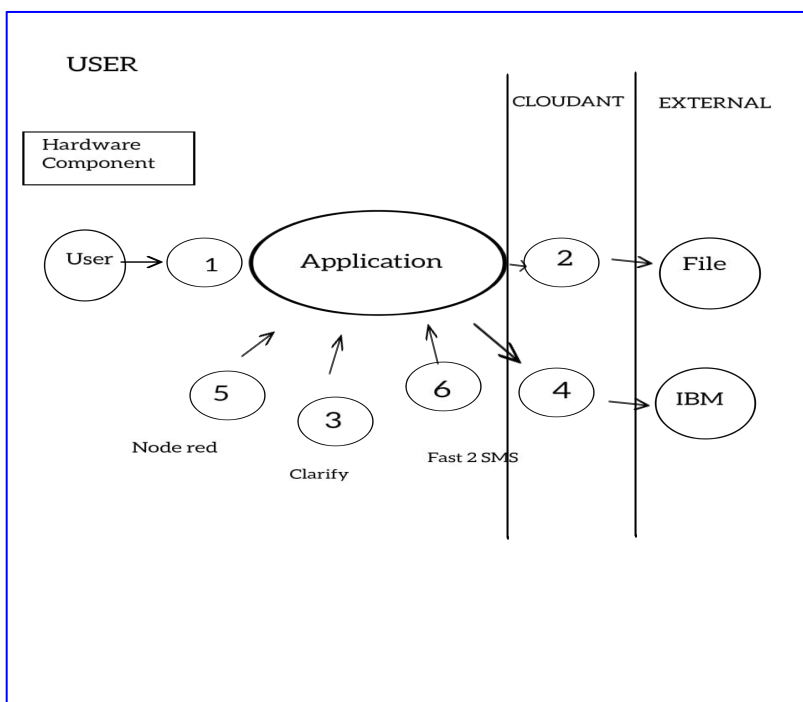 USER
CLOUDANT
EXTERNAL
Hardware
Component
User
1
Application
2
File
5
3
6
4
IBM
Node red
Clarify
Fast 2 SMS